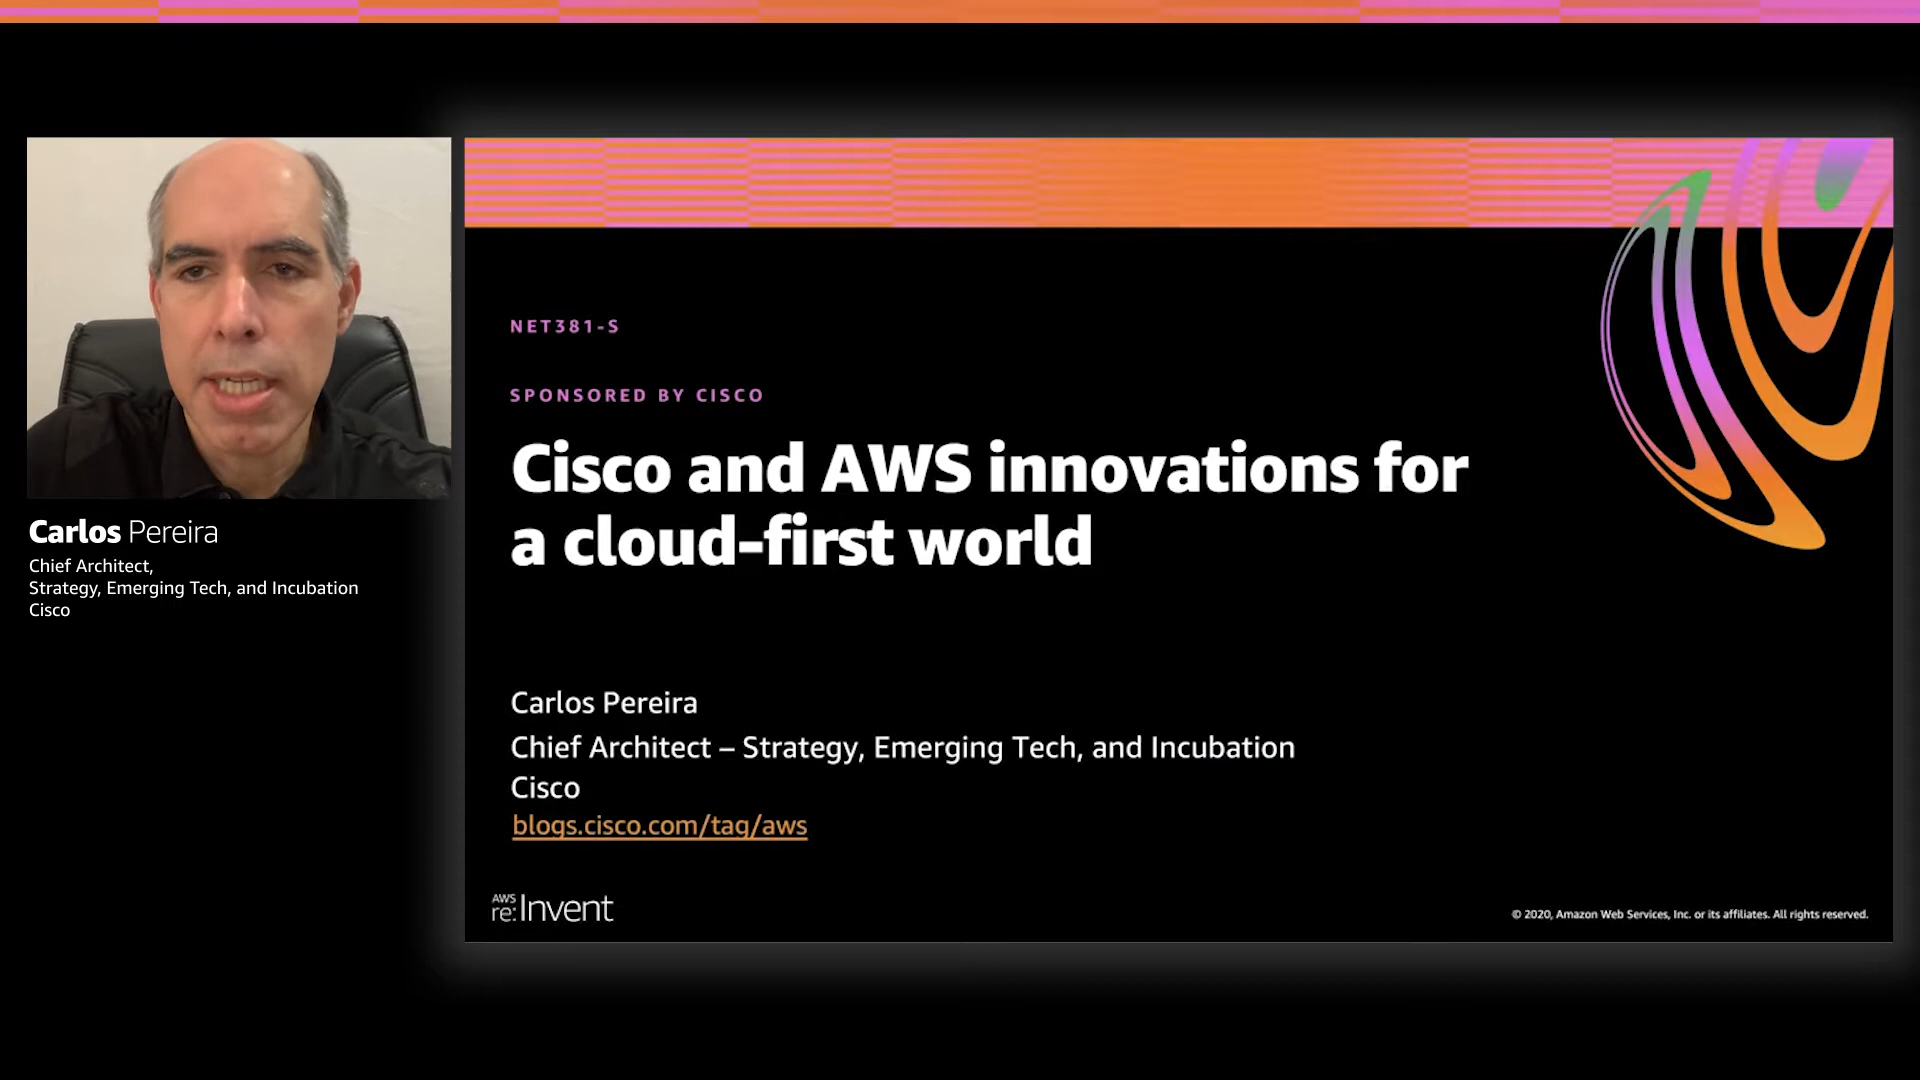 Carlos Pereira
Chief Architect,
Strategy, Emerging Tech, and Incubation
Cisco
NET381-S
SPONSORED BY CISCO
Cisco and AWS innovations for
a cloud-first world
Carlos Pereira
Chief Architect – Strategy, Emerging Tech, and Incubation
Cisco
blogs.cisco.com/tag/aws
AWS
re:Invent
© 2020, Amazon Web Services, Inc. or its affiliates. All rights reserved.